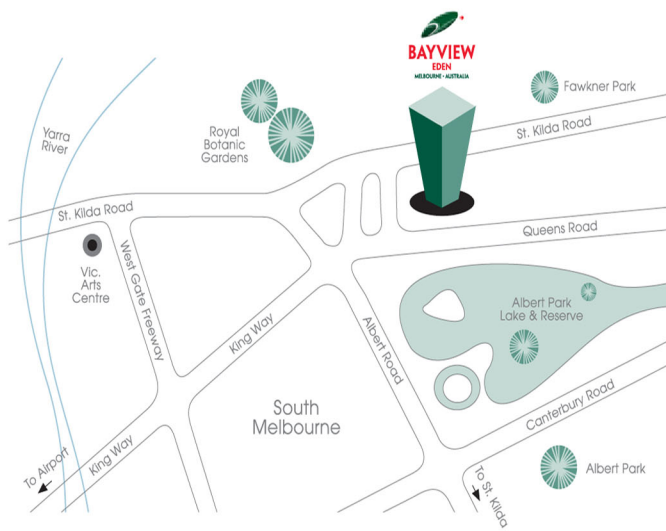 BAYVIEW
EDEN
MELBOURNE • AUSTRALIA
Fawkner Park
St. Kilda Road
Yarra
River
Royal
Botanic
Gardens
St. Kilda Road
Queens Road
Vic.
Arts
Centre
West Gate Freeway
King Way
Albert Road
Albert Park
Lake & Reserve
South
Melbourne
Canterbury Road
To Airport
King Way
To St. Kilda
Albert Park